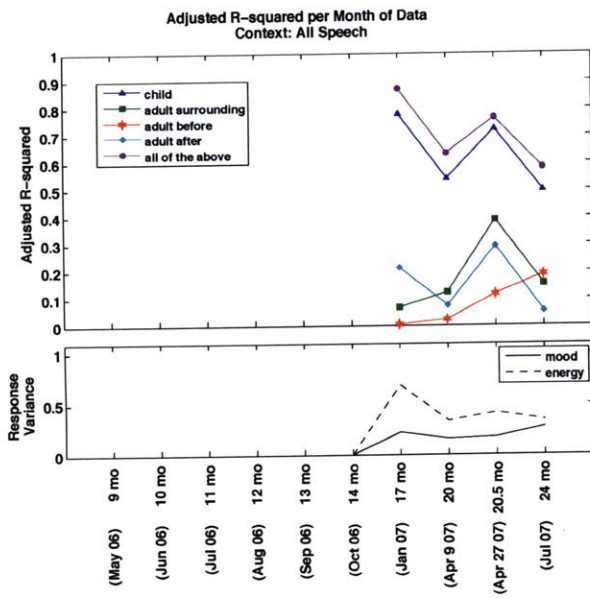 Adjusted R-squared per Month of Data
Context: All Speech
Adjusted R-squared
1
0.9
0.8
0.7
0.6
0.5
0.4
0.3
0.2
0.1
0
child
adult surrounding
adult before
adult after
all of the above
Response
Variance
1
0.5
0
mood
energy
9 mo
10 mo
11 mo
12 mo
13 mo
14 mo
17 mo
20 mo
20.5 mo
24 mo
(May 06)
(Jun 06)
(Jul 06)
(Aug 06)
(Sep 06)
(Oct 06)
(Jan 07)
(Apr 9 07)
(Apr 27 07)
(Jul 07)